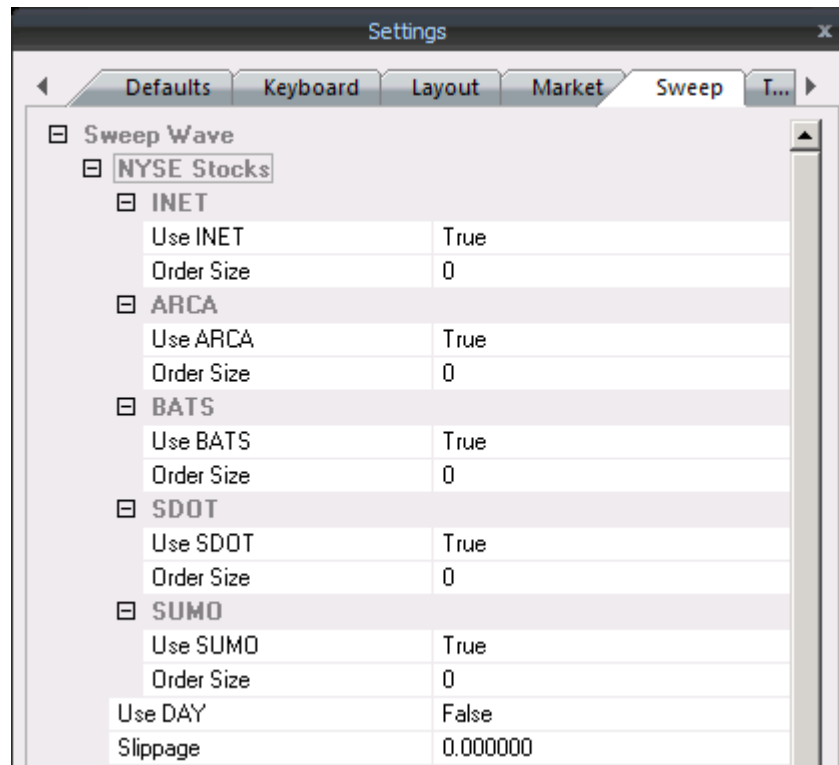 Settings
Defaults Keyboard Layout Market Sweep T...
Sweep Wave
NYSE Stocks
INET
Use INET True
Order Size 0
ARCA
Use ARCA True
Order Size 0
BATS
Use BATS True
Order Size 0
SDOT
Use SDOT True
Order Size 0
SUMO
Use SUMO True
Order Size 0
Use DAY False
Slippage 0.000000